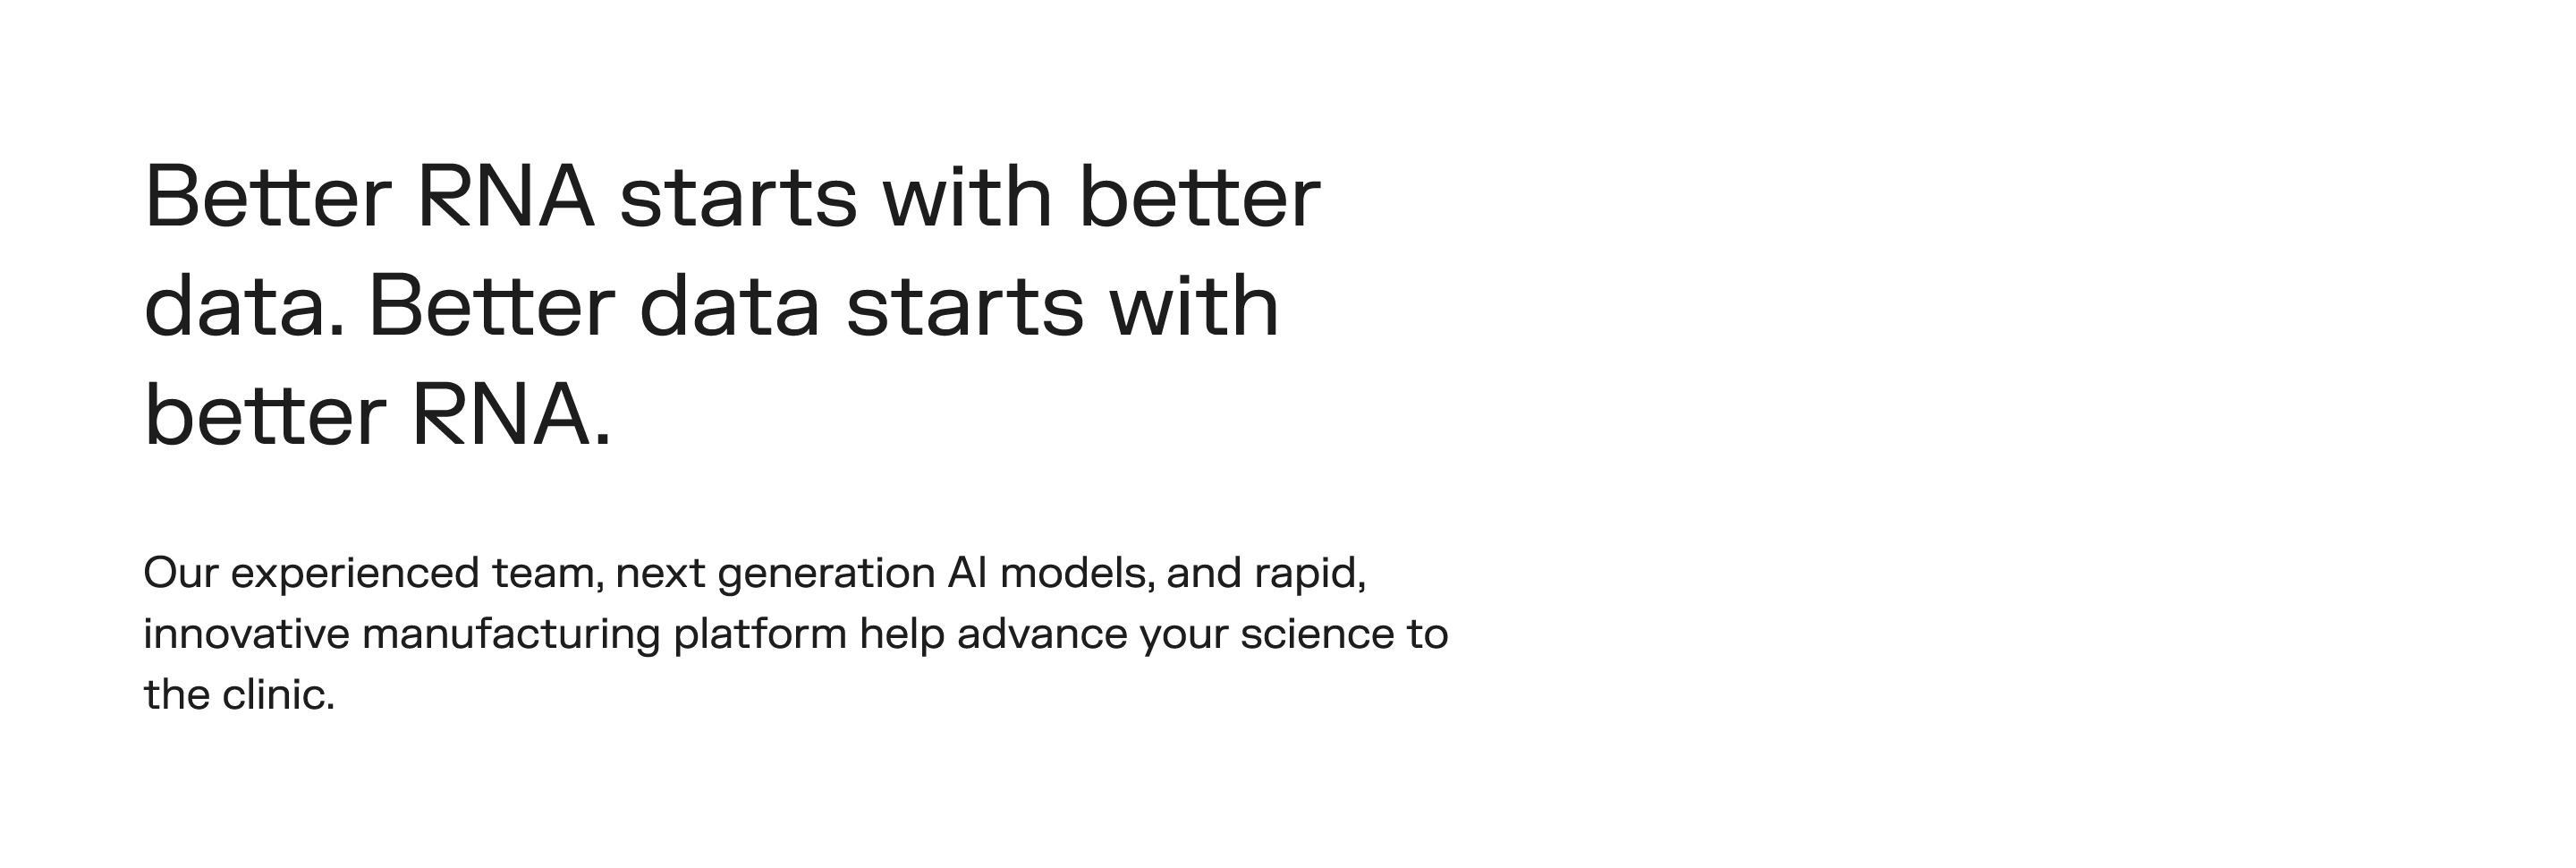 Better RNA starts with better
data. Better data starts with
better RNA.
Our experienced team, next generation AI models, and rapid,
innovative manufacturing platform help advance your science to
the clinic.